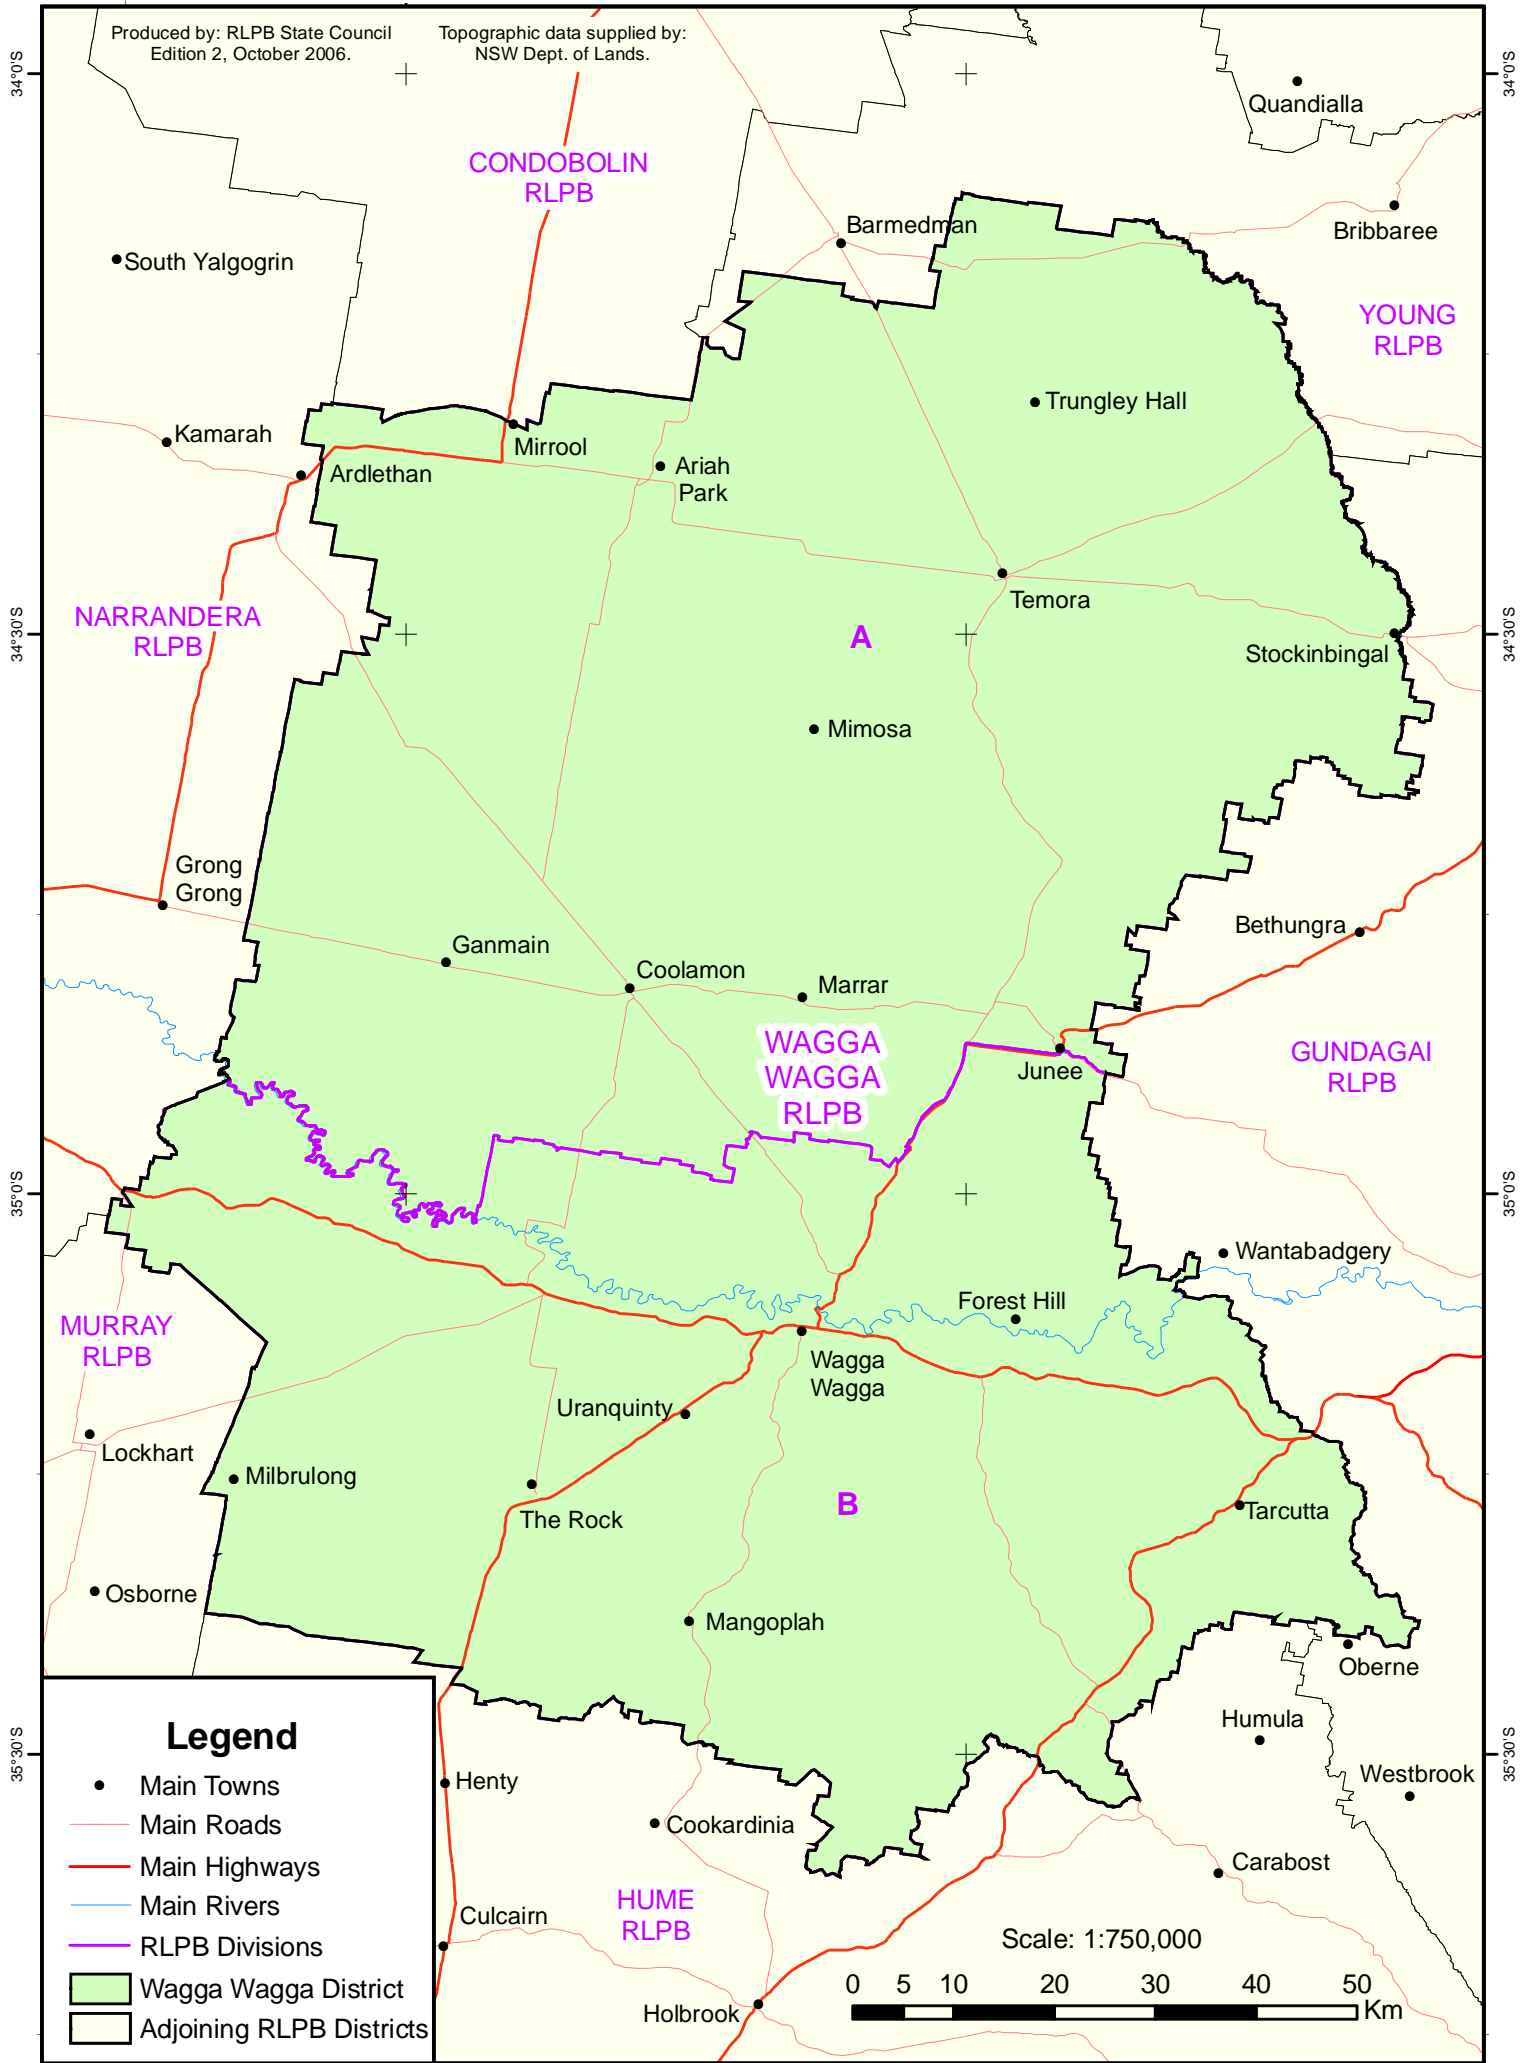 Produced by: RLPB State Council
Edition 2, October 2006.
Topographic data supplied by:
NSW Dept. of Lands.
34°0'S
34°0'S
Quandialla
CONDOBOLIN
RLPB
Barmedman
Bribbaree
South Yalgogrin
YOUNG
RLPB
Trungley Hall
Kamarah
Mirrool
Ardlethan
Ariah
Park
Temora
NARRANDERA
RLPB
34°30'S
34°30'S
A
Stockinbingal
Mimosa
Grong
Grong
Bethungra
Ganmain
Coolamon
Marrar
WAGGA
WAGGA
RLPB
Junee
GUNDAGAI
RLPB
35°0'S
35°0'S
Wantabadgery
Forest Hill
MURRAY
RLPB
Wagga
Wagga
Uranquinty
Lockhart
Milbrulong
The Rock
B
Tarcutta
Osborne
Mangoplah
Oberne
Humula
35°30'S
35°30'S
Westbrook
Henty
Cookardinia
Carabost
HUME
RLPB
Culcairn
Holbrook
Legend
Main Towns
Main Roads
Main Highways
Main Rivers
RLPB Divisions
Wagga Wagga District
Adjoining RLPB Districts
Scale: 1:750,000
0 5 10 20 30 40 50
Km